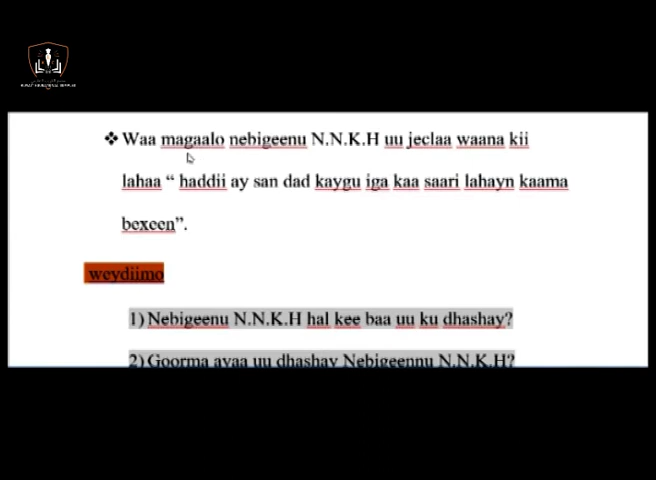 ❖ Waa magaalo nebigeenu N.N.K.H uu jeclaa waana kii
lahaa “ haddii ay san dad kaygu iga kaa saari lahayn kaama
bexeen”.
weydiimo
1) Nebigeenu N.N.K.H hal kee baa uu ku dhashay?
2) Goorma ayaa uu dhashay Nebigeennu N.N.K.H?